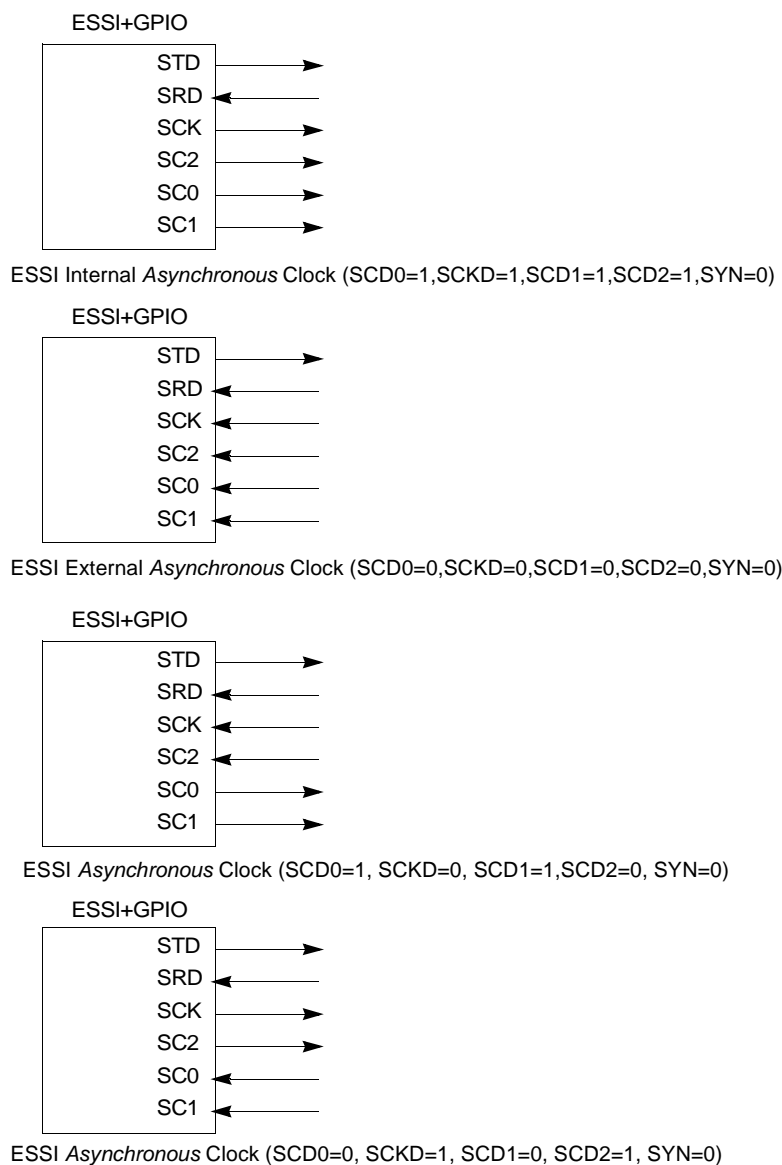 ESSI+GPIO
STD
SRD
SCK
SC2
SC0
SC1
ESSI Internal Asynchronous Clock (SCD0=1,SCKD=1,SCD1=1,SCD2=1,SYN=0)
ESSI+GPIO
STD
SRD
SCK
SC2
SC0
SC1
ESSI External Asynchronous Clock (SCD0=0,SCKD=0,SCD1=0,SCD2=0,SYN=0)
ESSI+GPIO
STD
SRD
SCK
SC2
SC0
SC1
ESSI Asynchronous Clock (SCD0=1, SCKD=0, SCD1=1,SCD2=0, SYN=0)
ESSI+GPIO
STD
SRD
SCK
SC2
SC0
SC1
ESSI Asynchronous Clock (SCD0=0, SCKD=1, SCD1=0, SCD2=1, SYN=0)